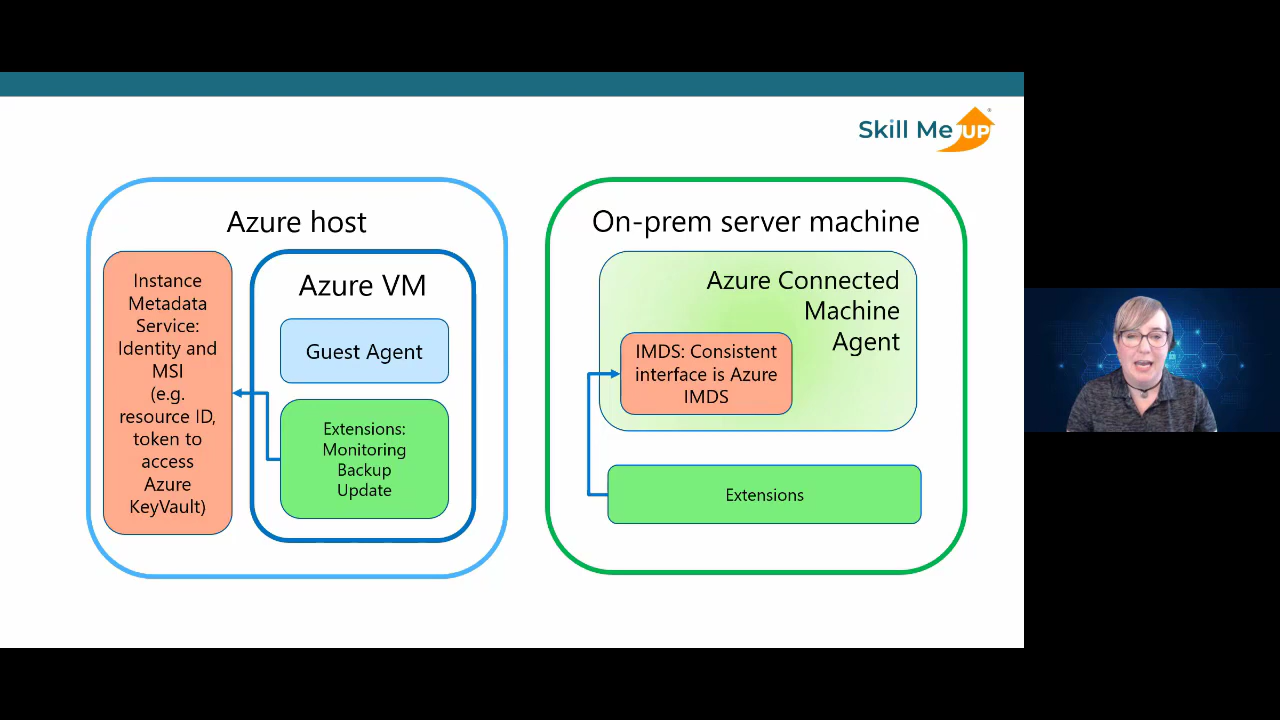 Skill Me UP
Azure host
Instance
Metadata
Service:
Identity and
MSI
(e.g.
resource ID,
token to
access
Azure
KeyVault)
Azure VM
Guest Agent
Extensions:
Monitoring
Backup
Update
On-prem server machine
Azure Connected
Machine
Agent
IMDS: Consistent
interface is Azure
IMDS
Extensions